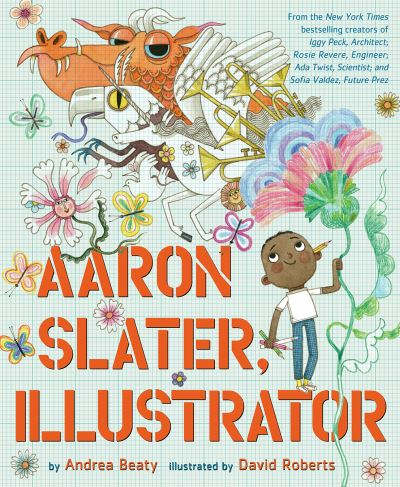 From the New York Times
bestselling creators of
Iggy Peck, Architect;
Rosie Revere, Engineer;
Ada Twist, Scientist; and
Sofia Valdez, Future Prez
AARON
SLATER,
ILLUSTRATOR
by Andrea Beaty illustrated by David Roberts